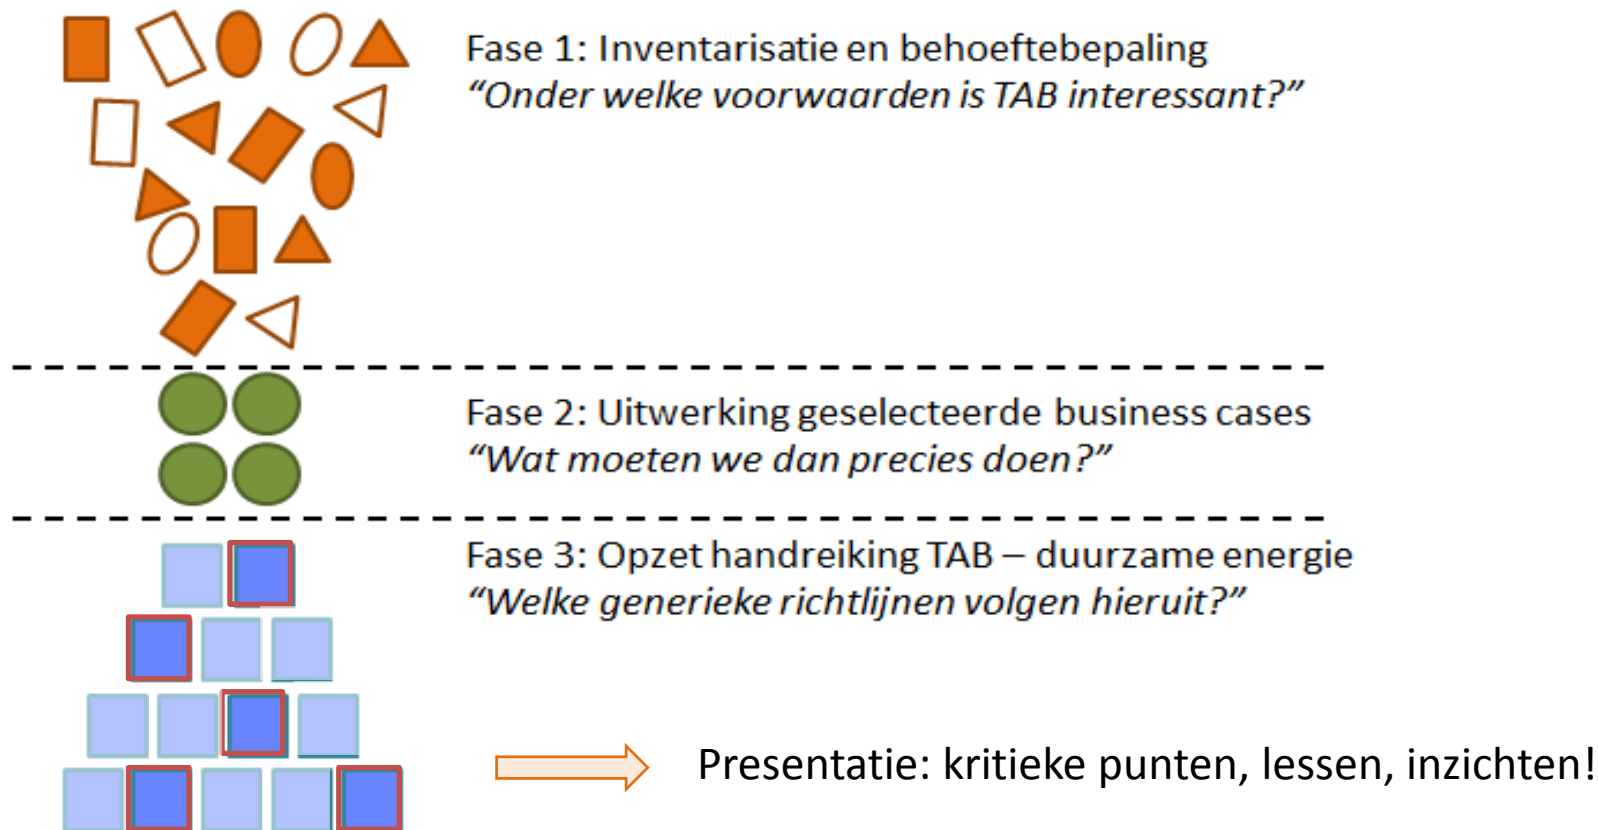 Fase 1: Inventarisatie en behoeftebepaling
“Onder welke voorwaarden is TAB interessant?”
Fase 2: Uitwerking geselecteerde business cases
“Wat moeten we dan precies doen?”
Fase 3: Opzet handreiking TAB – duurzame energie
“Welke generieke richtlijnen volgen hieruit?”
Presentatie: kritieke punten, lessen, inzichten!